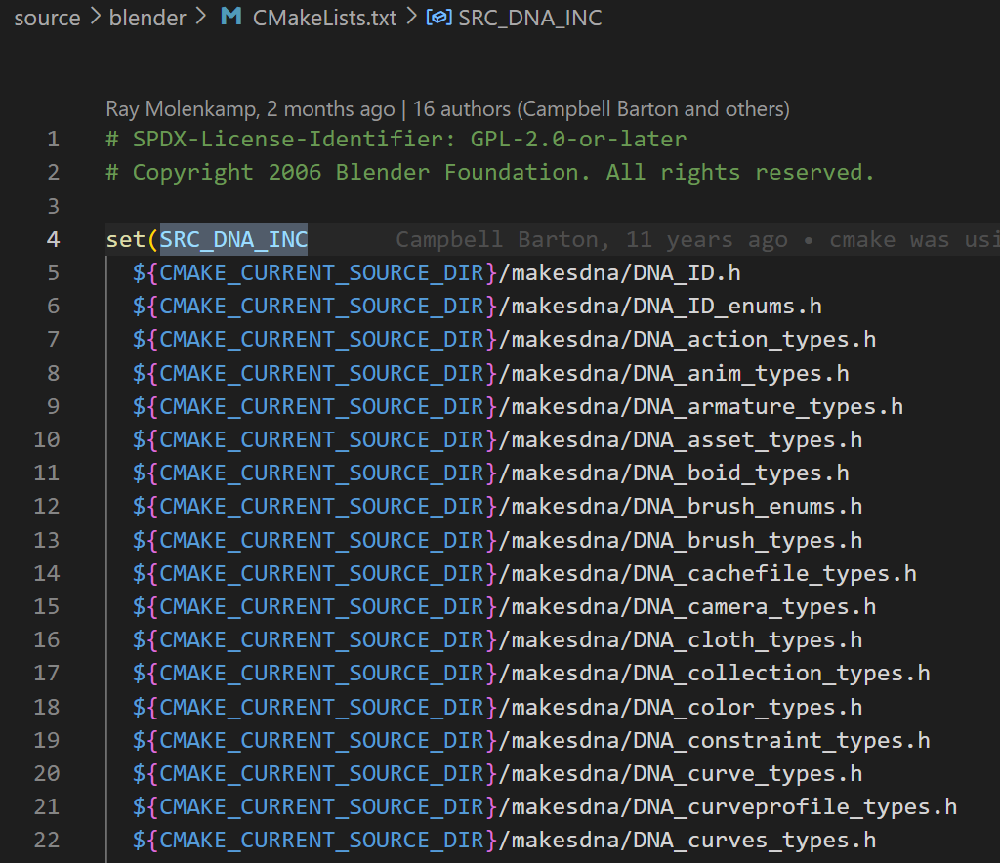 source > blender > M CMakeLists.txt > SRC_DNA_INC
Ray Molenkamp, 2 months ago | 16 authors (Campbell Barton and others)
1 # SPDX-License-Identifier: GPL-2.0-or-later
2 # Copyright 2006 Blender Foundation. All rights reserved.
3
4 set(SRC_DNA_INC Campbell Barton, 11 years ago • cmake was usi
5 ${CMAKE_CURRENT_SOURCE_DIR}/makesdna/DNA_ID.h
6 ${CMAKE_CURRENT_SOURCE_DIR}/makesdna/DNA_ID_enums.h
7 ${CMAKE_CURRENT_SOURCE_DIR}/makesdna/DNA_action_types.h
8 ${CMAKE_CURRENT_SOURCE_DIR}/makesdna/DNA_anim_types.h
9 ${CMAKE_CURRENT_SOURCE_DIR}/makesdna/DNA_armature_types.h
10 ${CMAKE_CURRENT_SOURCE_DIR}/makesdna/DNA_asset_types.h
11 ${CMAKE_CURRENT_SOURCE_DIR}/makesdna/DNA_boid_types.h
12 ${CMAKE_CURRENT_SOURCE_DIR}/makesdna/DNA_brush_enums.h
13 ${CMAKE_CURRENT_SOURCE_DIR}/makesdna/DNA_brush_types.h
14 ${CMAKE_CURRENT_SOURCE_DIR}/makesdna/DNA_cachefile_types.h
15 ${CMAKE_CURRENT_SOURCE_DIR}/makesdna/DNA_camera_types.h
16 ${CMAKE_CURRENT_SOURCE_DIR}/makesdna/DNA_cloth_types.h
17 ${CMAKE_CURRENT_SOURCE_DIR}/makesdna/DNA_collection_types.h
18 ${CMAKE_CURRENT_SOURCE_DIR}/makesdna/DNA_color_types.h
19 ${CMAKE_CURRENT_SOURCE_DIR}/makesdna/DNA_constraint_types.h
20 ${CMAKE_CURRENT_SOURCE_DIR}/makesdna/DNA_curve_types.h
21 ${CMAKE_CURRENT_SOURCE_DIR}/makesdna/DNA_curveprofile_types.h
22 ${CMAKE_CURRENT_SOURCE_DIR}/makesdna/DNA_curves_types.h